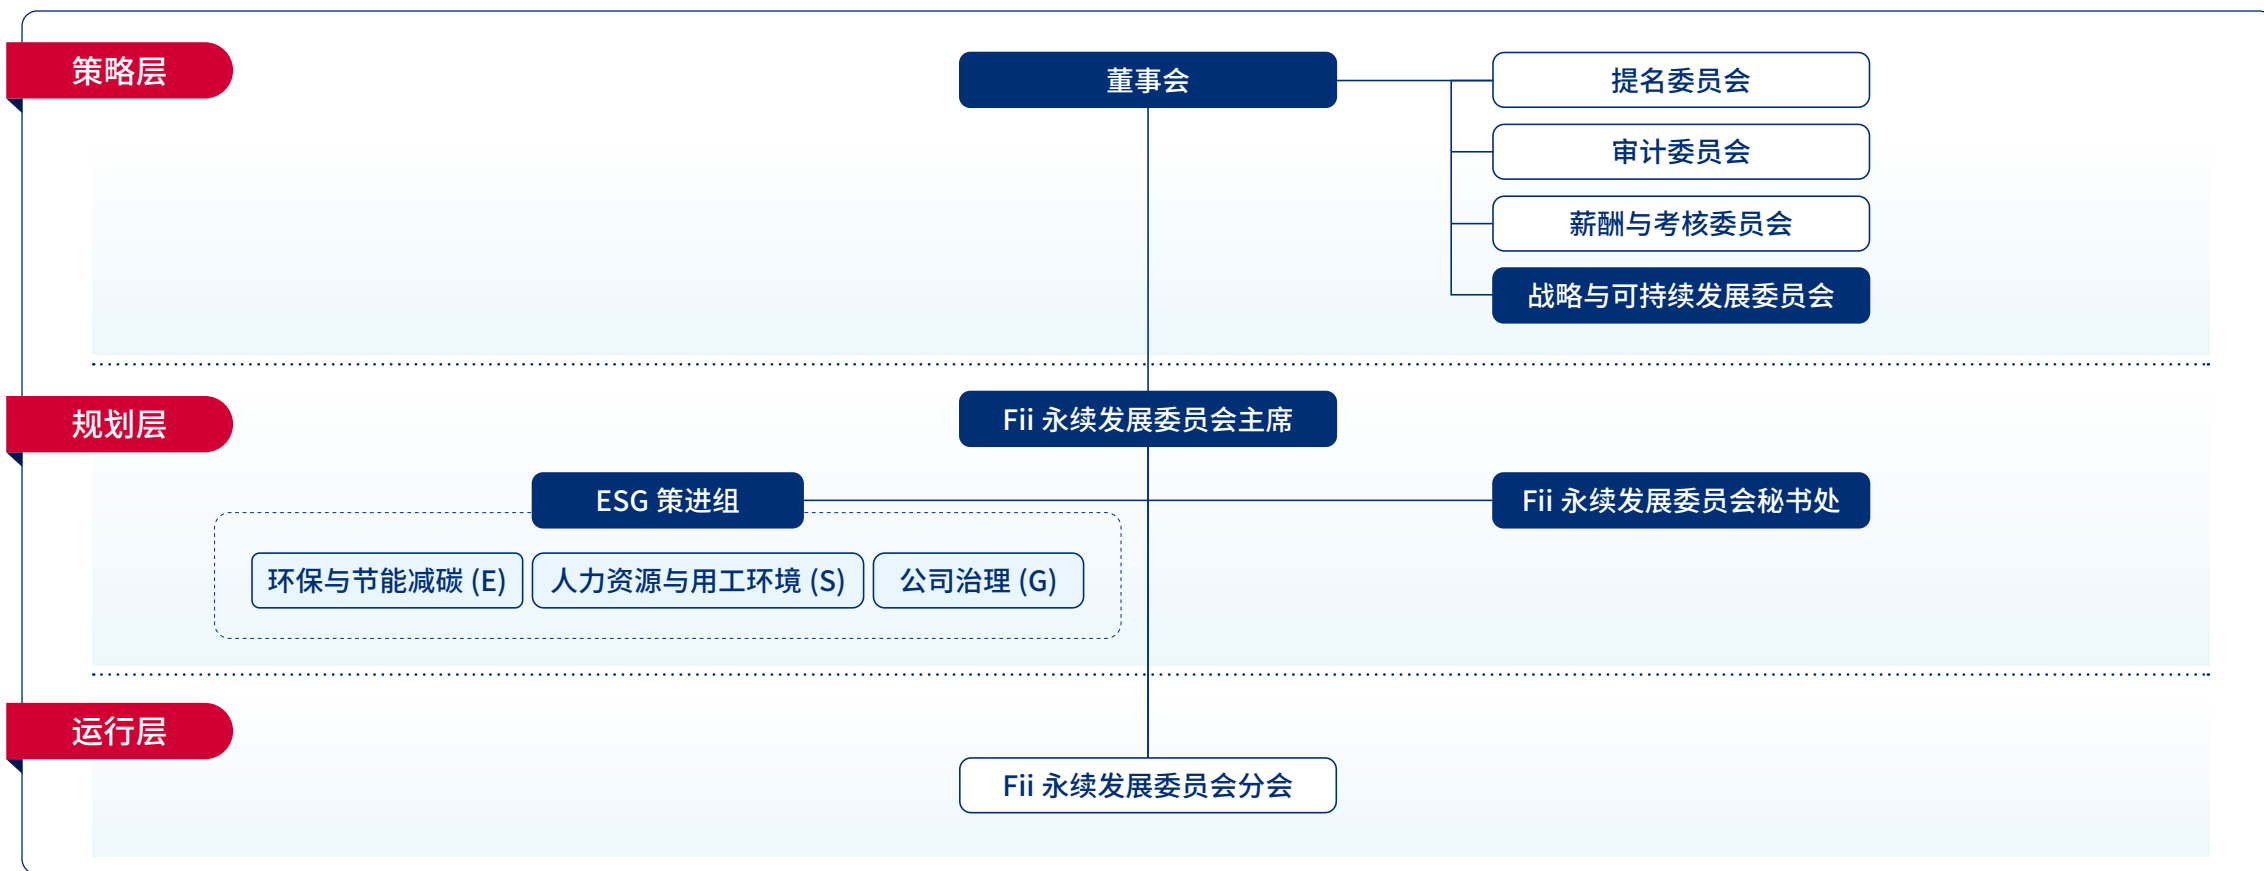 策略层
董事会
提名委员会
审计委员会
薪酬与考核委员会
战略与可持续发展委员会
规划层
Fii 永续发展委员会主席
ESG 策进组
Fii 永续发展委员会秘书处
环保与节能减碳 (E)
人力资源与用工环境 (S)
公司治理 (G)
运行层
Fii 永续发展委员会分会